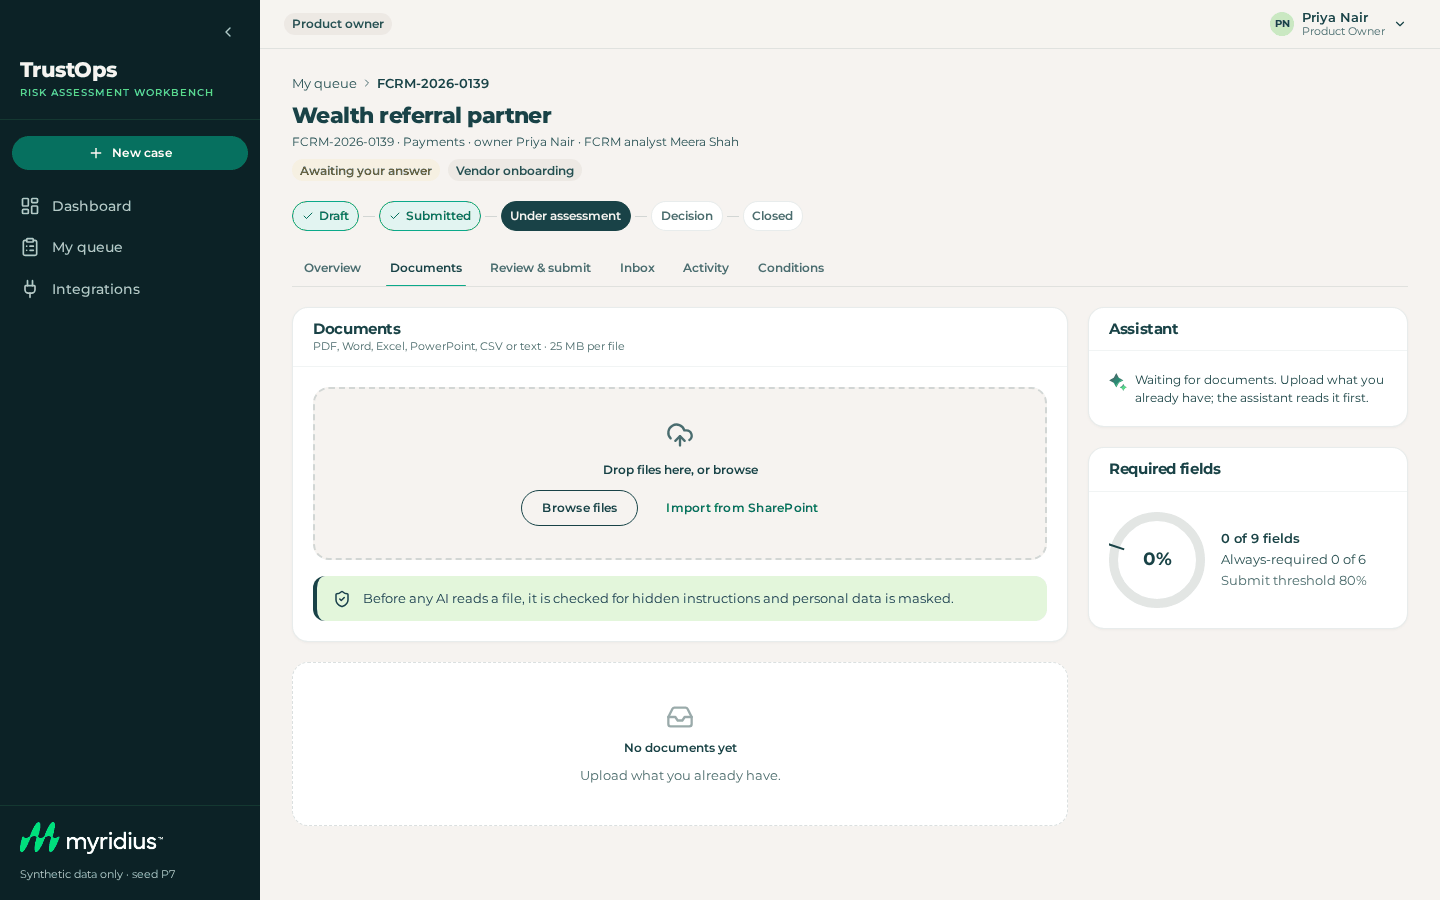 Product owner
PN
Priya Nair
Product Owner
TrustOps
RISK ASSESSMENT WORKBENCH
New case
Dashboard
My queue
Integrations
myridius™
Synthetic data only · seed P7
My queue > FCRM-2026-0139
Wealth referral partner
FCRM-2026-0139 · Payments · owner Priya Nair · FCRM analyst Meera Shah
Awaiting your answer
Vendor onboarding
Draft
Submitted
Under assessment
Decision
Closed
Overview
Documents
Review & submit
Inbox
Activity
Conditions
Documents
PDF, Word, Excel, PowerPoint, CSV or text · 25 MB per file
Drop files here, or browse
Browse files
Import from SharePoint
Before any AI reads a file, it is checked for hidden instructions and personal data is masked.
No documents yet
Upload what you already have.
Assistant
Waiting for documents. Upload what you
already have; the assistant reads it first.
Required fields
0%
0 of 9 fields
Always-required 0 of 6
Submit threshold 80%